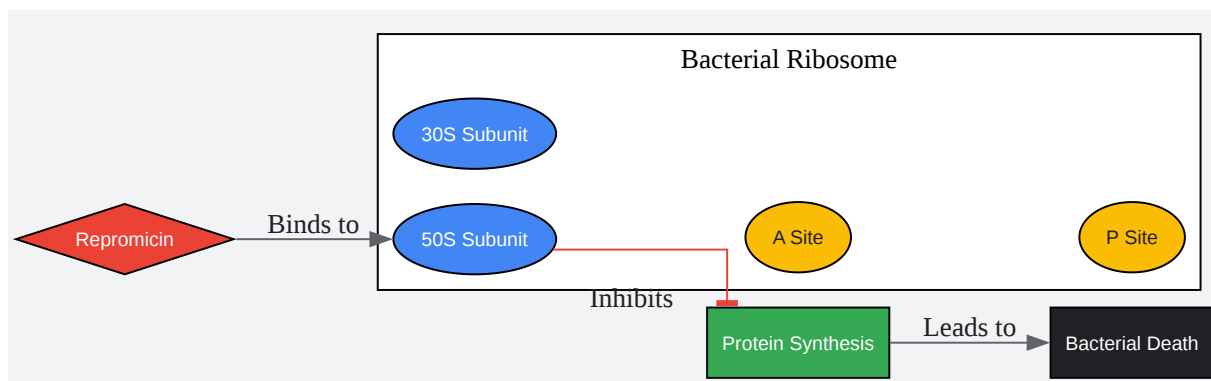 Bacterial Ribosome
30S Subunit
Repromicin
Binds to
50S Subunit
A Site
P Site
Inhibits
Protein Synthesis
Leads to
Bacterial Death